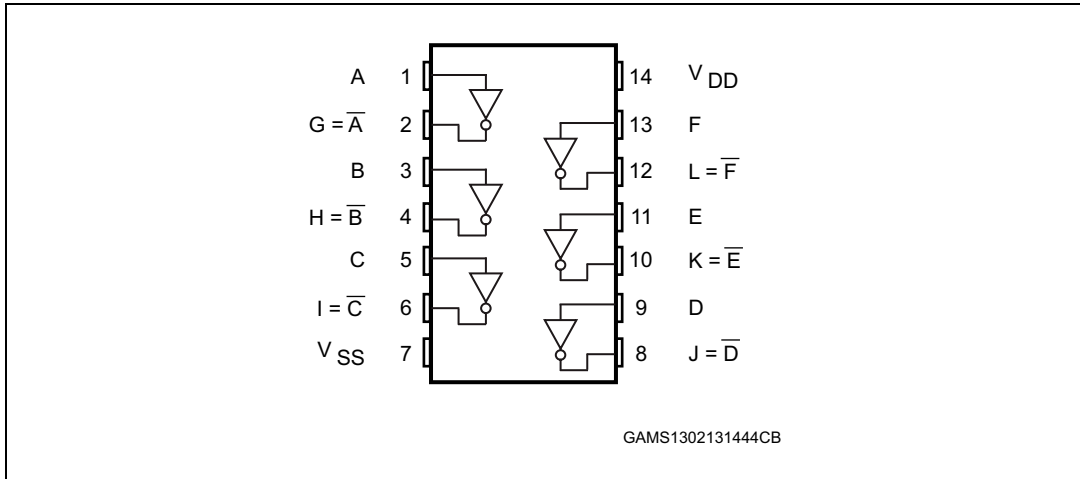 A 1 14 V DD
G = A̅ 2 13 F
B 3 12 L = F̅
H = B̅ 4 11 E
C 5 10 K = E̅
I = C̅ 6 9 D
V SS 7 8 J = D̅
GAMS1302131444CB